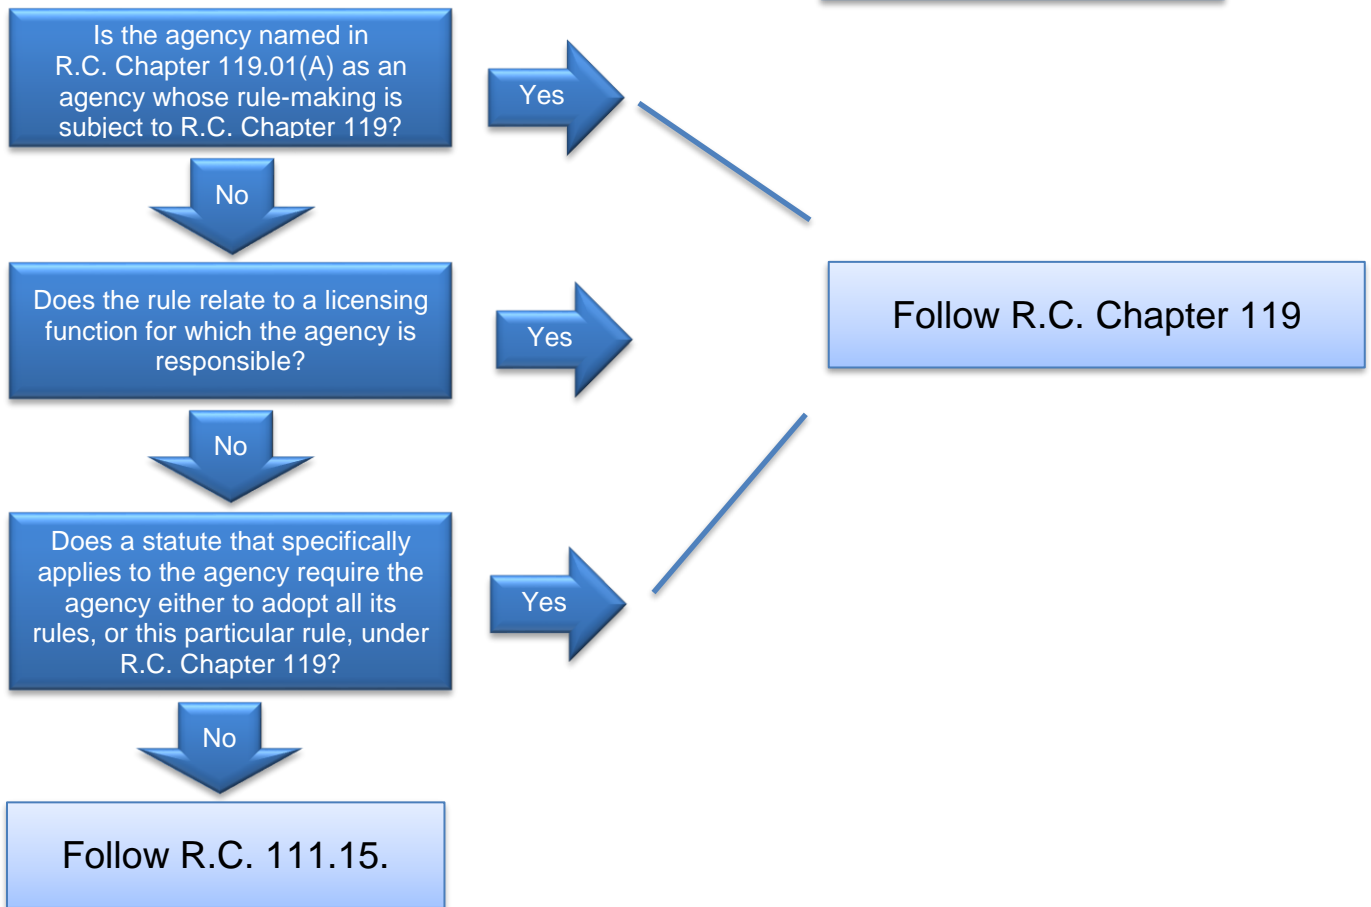 Is the agency named in
R.C. Chapter 119.01(A) as an
agency whose rule-making is
subject to R.C. Chapter 119?
Yes
No
Does the rule relate to a licensing
function for which the agency is
responsible?
Yes
Follow R.C. Chapter 119
No
Does a statute that specifically
applies to the agency require the
agency either to adopt all its
rules, or this particular rule, under
R.C. Chapter 119?
Yes
No
Follow R.C. 111.15.